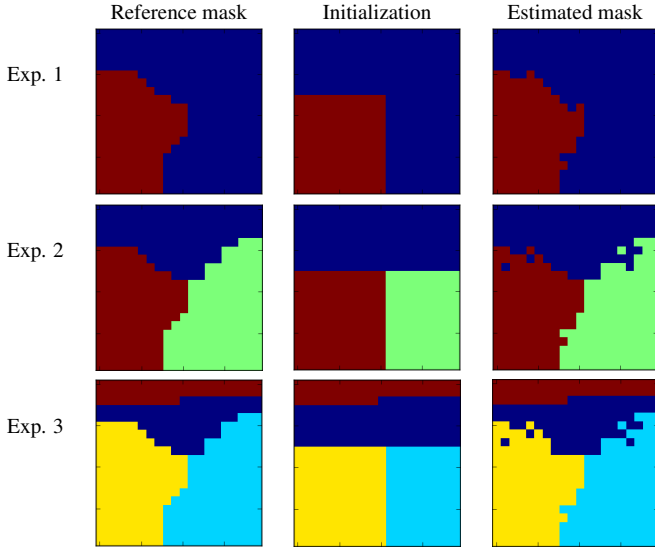 Reference mask Initialization Estimated mask
Exp. 1
Exp. 2
Exp. 3